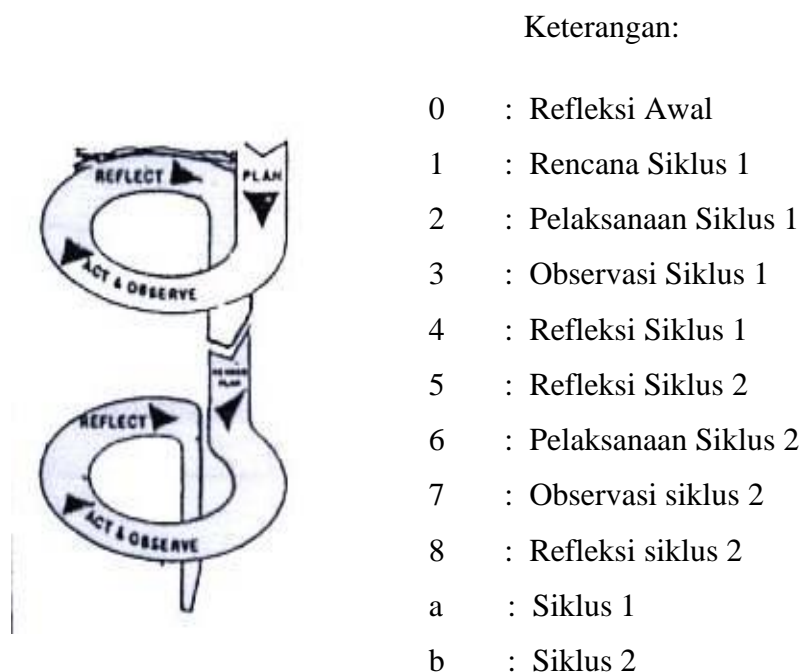 Keterangan:
0 : Refleksi Awal
1 : Rencana Siklus 1
2 : Pelaksanaan Siklus 1
3 : Observasi Siklus 1
4 : Refleksi Siklus 1
5 : Refleksi Siklus 2
6 : Pelaksanaan Siklus 2
7 : Observasi siklus 2
8 : Refleksi siklus 2
a : Siklus 1
b : Siklus 2
REFLECT
PLAN
ACT & OBSERVE
PLAN
REFLECT
ACT & OBSERVE